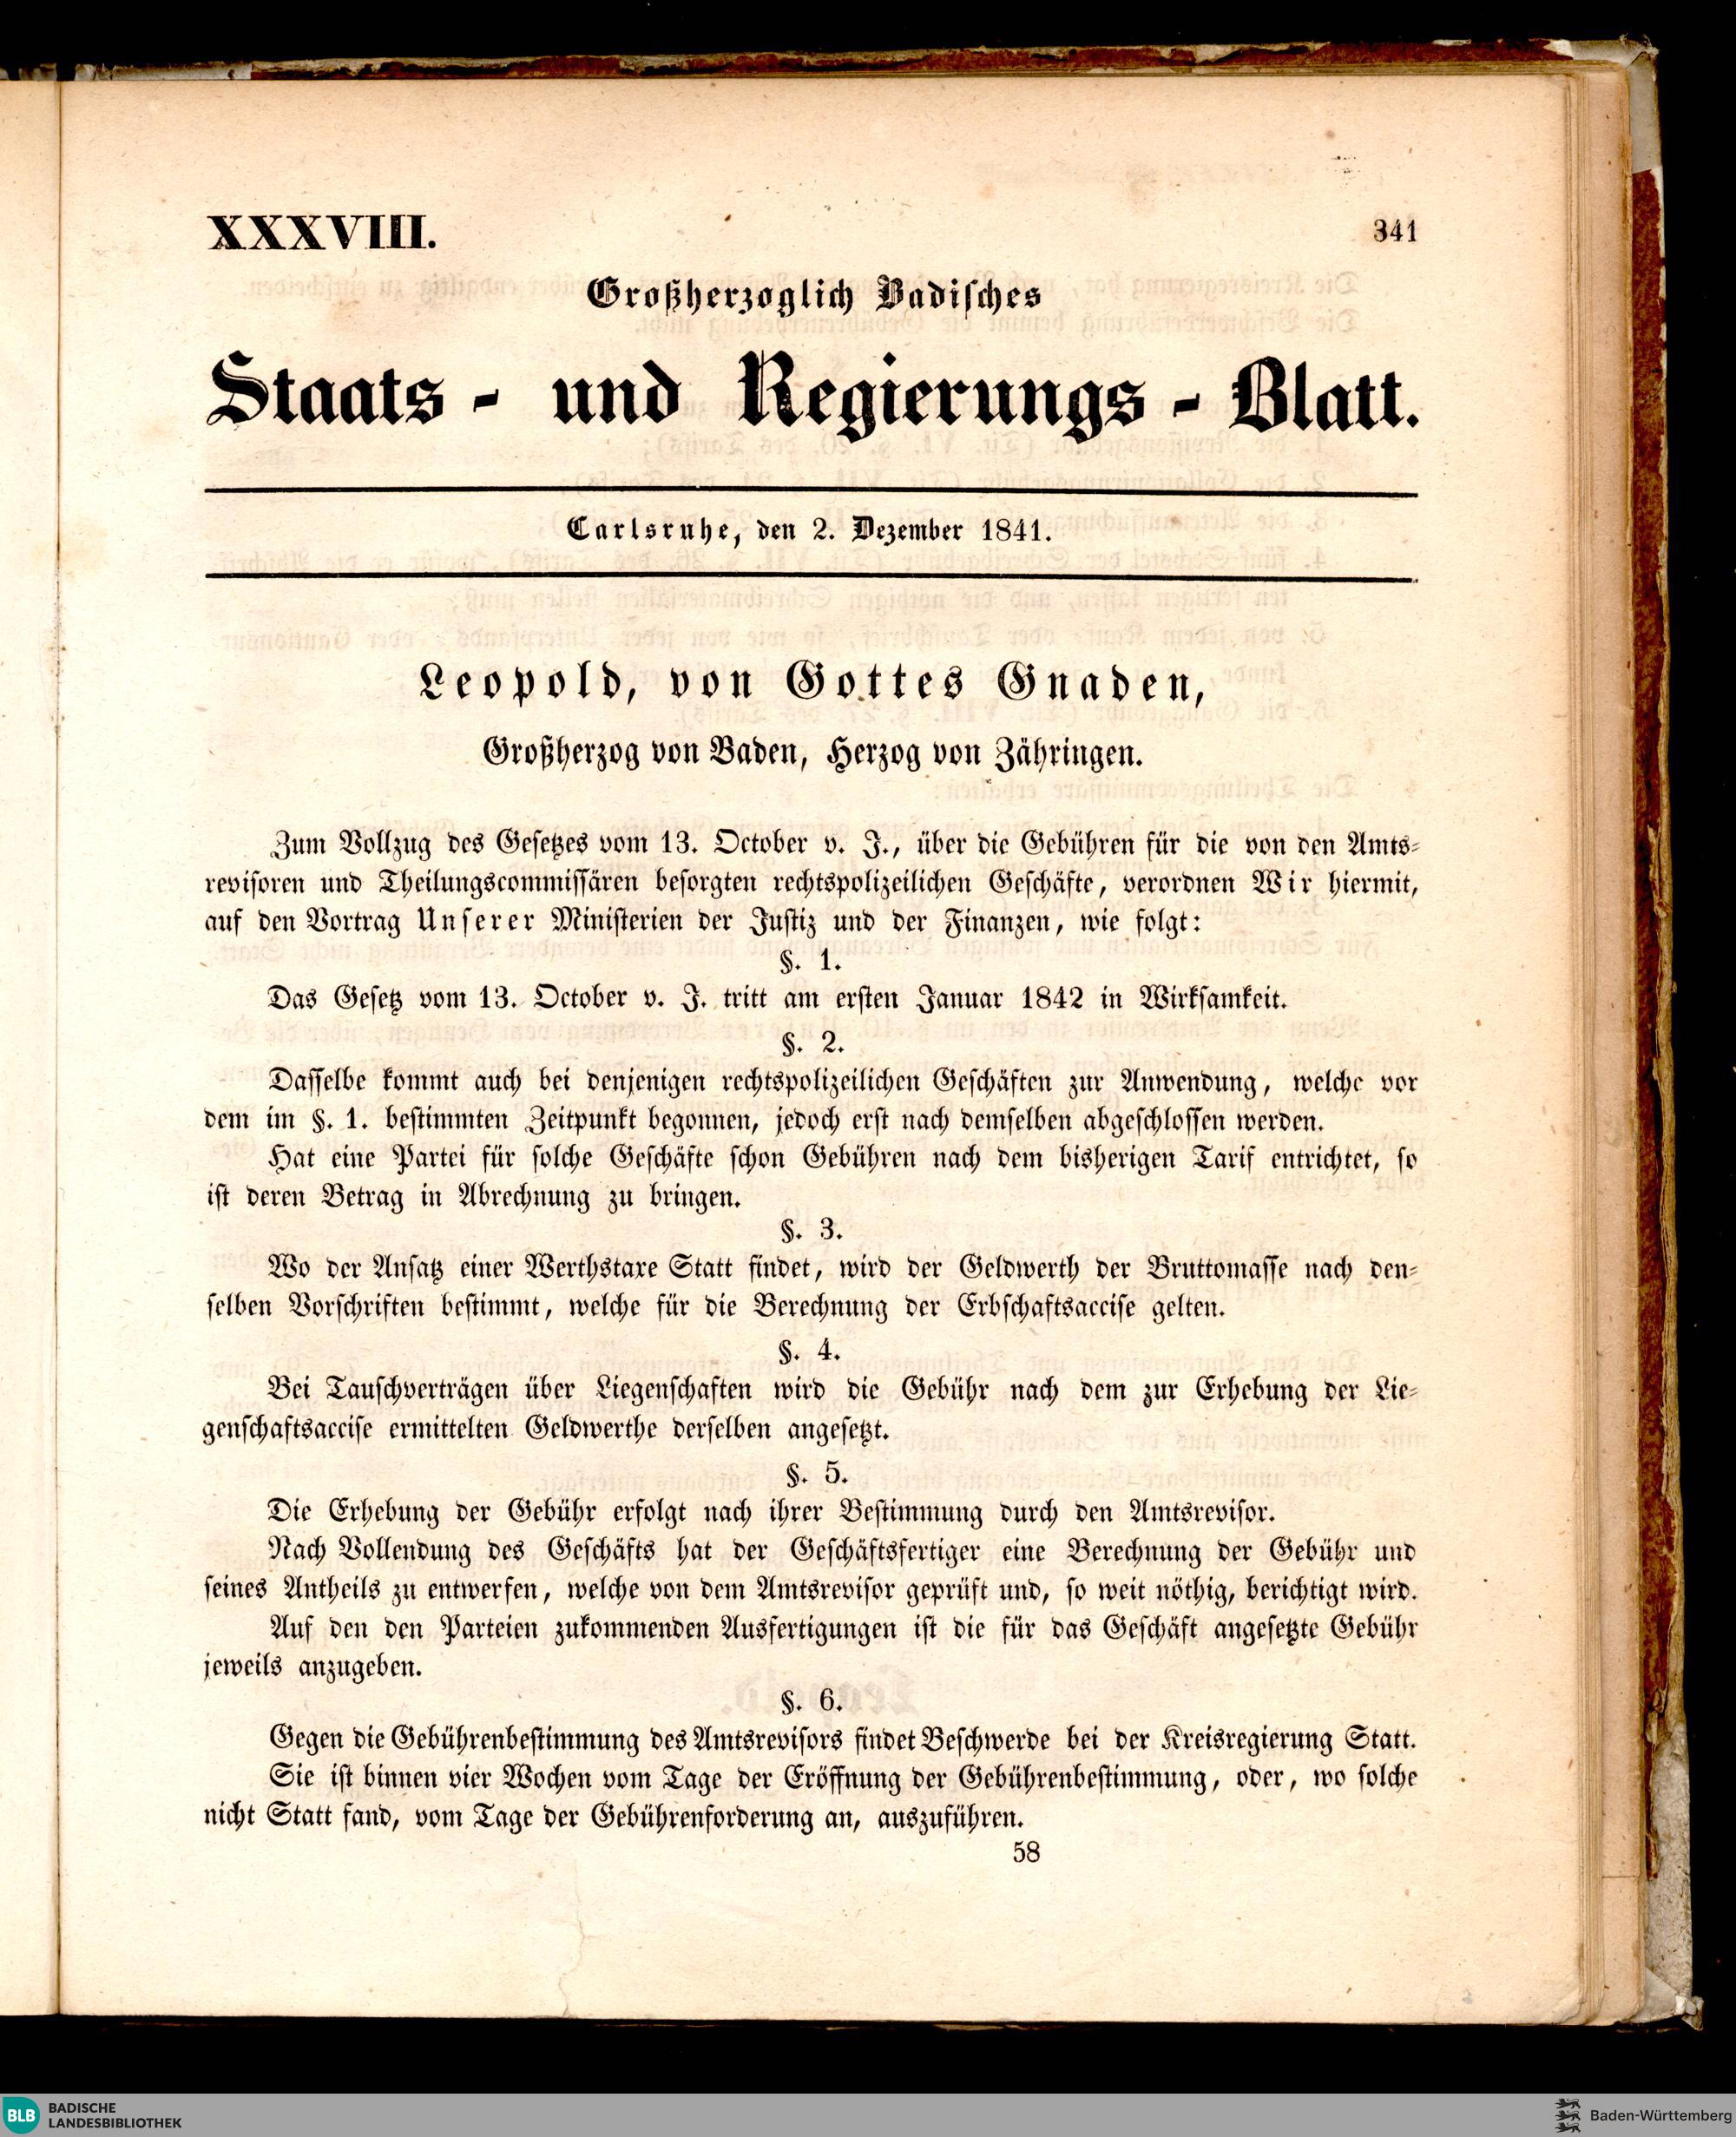 XXXVIII.
341
Großherzoglich Badisches
Staats- und Regierungs-Blatt.
Carlsruhe, den 2. Dezember 1841.
Leopold, von Gottes Gnaden,
Großherzog von Baden, Herzog von Zähringen.
Zum Vollzug des Gesetzes vom 13. October v. J., über die Gebühren für die von den Amts-
revisoren und Theilungscommissären besorgten rechtspolizeilichen Geschäfte, verordnen Wir hiermit,
auf den Vortrag Unserer Ministerien der Justiz und der Finanzen, wie folgt:
§. 1.
Das Gesetz vom 13. October v. J. tritt am ersten Januar 1842 in Wirksamkeit.
§. 2.
Dasselbe kommt auch bei denjenigen rechtspolizeilichen Geschäften zur Anwendung, welche vor
dem im §. 1. bestimmten Zeitpunkt begonnen, jedoch erst nach demselben abgeschlossen werden.
Hat eine Partei für solche Geschäfte schon Gebühren nach dem bisherigen Tarif entrichtet, so
ist deren Betrag in Abrechnung zu bringen.
§. 3.
Wo der Ansatz einer Werthstaxe Statt findet, wird der Geldwerth der Bruttomasse nach den-
selben Vorschriften bestimmt, welche für die Berechnung der Erbschaftsaccise gelten.
§. 4.
Bei Tauschverträgen über Liegenschaften wird die Gebühr nach dem zur Erhebung der Lie-
genschaftsaccise ermittelten Geldwerthe derselben angesetzt.
§. 5.
Die Erhebung der Gebühr erfolgt nach ihrer Bestimmung durch den Amtsrevisor.
Nach Vollendung des Geschäfts hat der Geschäftsfertiger eine Berechnung der Gebühr und
seines Antheils zu entwerfen, welche von dem Amtsrevisor geprüft und, so weit nöthig, berichtigt wird.
Auf den den Parteien zukommenden Ausfertigungen ist die für das Geschäft angesetzte Gebühr
jeweils anzugeben.
§. 6.
Gegen die Gebührenbestimmung des Amtsrevisors findet Beschwerde bei der Kreisregierung Statt.
Sie ist binnen vier Wochen vom Tage der Eröffnung der Gebührenbestimmung, oder, wo solche
nicht Statt fand, vom Tage der Gebührenforderung an, auszuführen.
58
BLB BADISCHE
LANDESBIBLIOTHEK
Baden-Württemberg